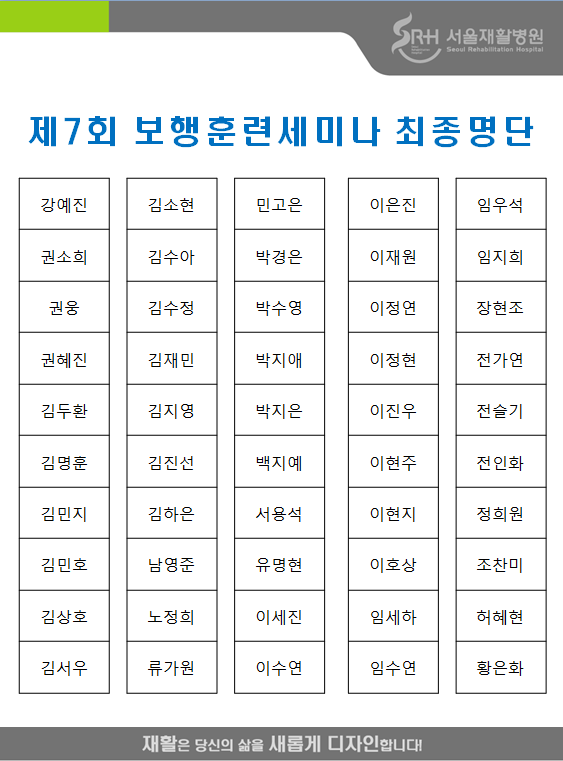 SRH 서울재활병원
Seoul Rehabilitation Hospital
제7회 보행훈련세미나 최종명단
강예진 김소현 민고은 이은진 임우석
권소희 김수아 박경은 이재원 임지희
권웅 김수정 박수영 이정연 장현조
권혜진 김재민 박지애 이정현 전가연
김두환 김지영 박지은 이진우 전슬기
김명훈 김진선 백지예 이현주 전인화
김민지 김하은 서용석 이현지 정희원
김민호 남영준 유명현 이호상 조찬미
김상호 노정희 이세진 임세하 허혜현
김서우 류가원 이수연 임수연 황은화
재활은 당신의 삶을 새롭게 디자인합니다!